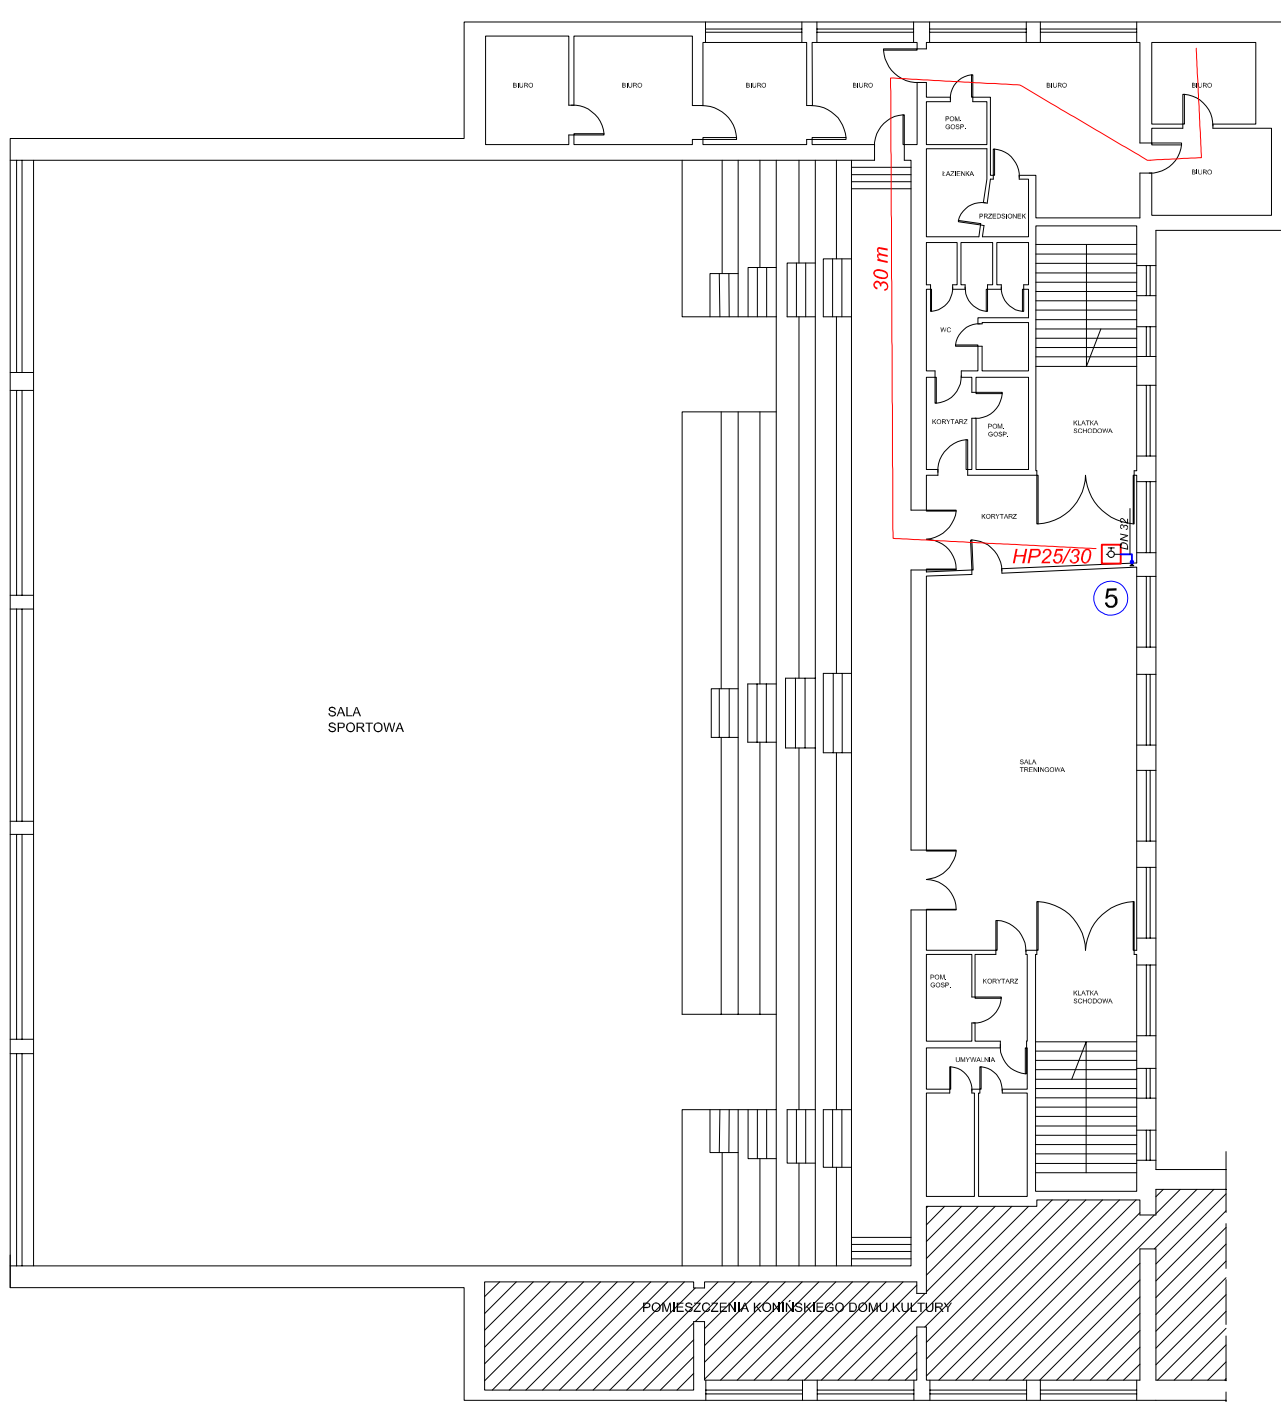 BIURO
BIURO
BIURO
BIURO
BIURO
BIURO
POM.
GOSP.
ŁAZIENKA
BIURO
PRZEDSIONEK
30 m
WC
KORYTARZ
POM.
GOSP.
KLATKA
SCHODOWA
KORYTARZ
DN 32
HP25/30
5
SALA
SPORTOWA
SALA
TRENINGOWA
POM.
GOSP.
KORYTARZ
KLATKA
SCHODOWA
UMYWALNIA
POMIESZCZENIA KONIŃSKIEGO DOMU KULTURY